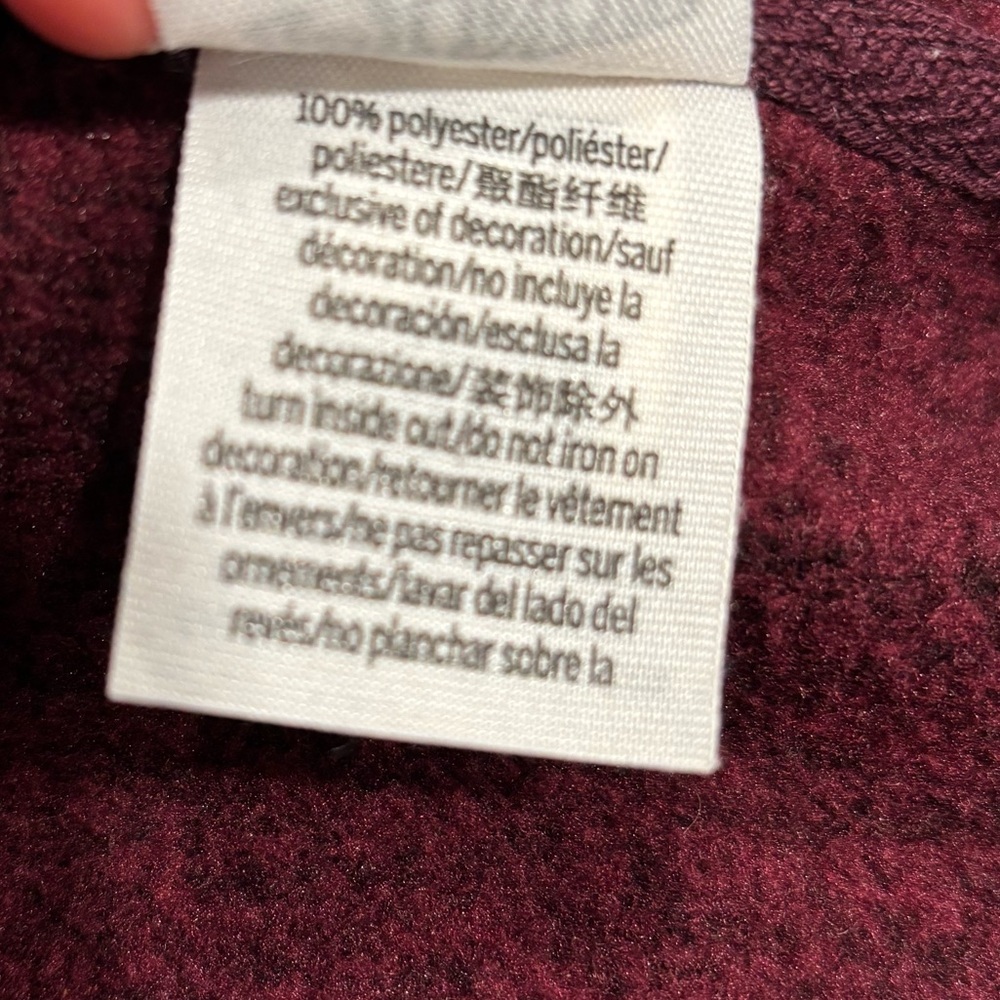 100% polyester/poliéster/
poliestere/聚酯纤维
exclusive of decoration/sauf
décoration/no incluye la
decoración/esclusa la
decorazione/装饰除外
turn inside out/do not iron on
decoration/retourner le vêtement
à l'envers/ne pas repasser sur les
ornements/lavar del lado del
revés/no planchar sobre la